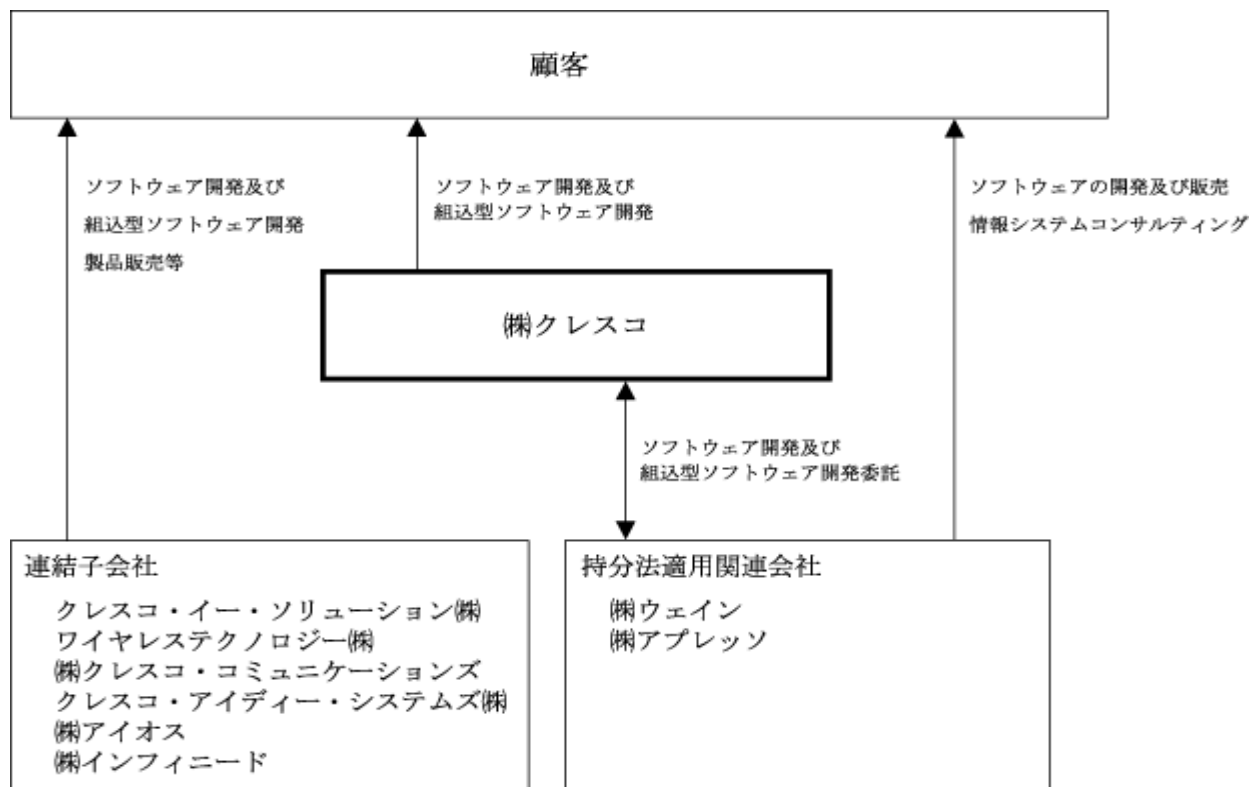 顧客
ソフトウェア開発及び
組込型ソフトウェア開発
製品販売等
ソフトウェア開発及び
組込型ソフトウェア開発
ソフトウェアの開発及び販売
情報システムコンサルティング
㈱クレスコ
ソフトウェア開発及び
組込型ソフトウェア開発委託
連結子会社
クレスコ・イー・ソリューション㈱
ワイヤレステクノロジー㈱
㈱クレスコ・コミュニケーションズ
クレスコ・アイディー・システムズ㈱
㈱アイオス
㈱インフィニード
持分法適用関連会社
㈱ウェイン
㈱アプレッソ